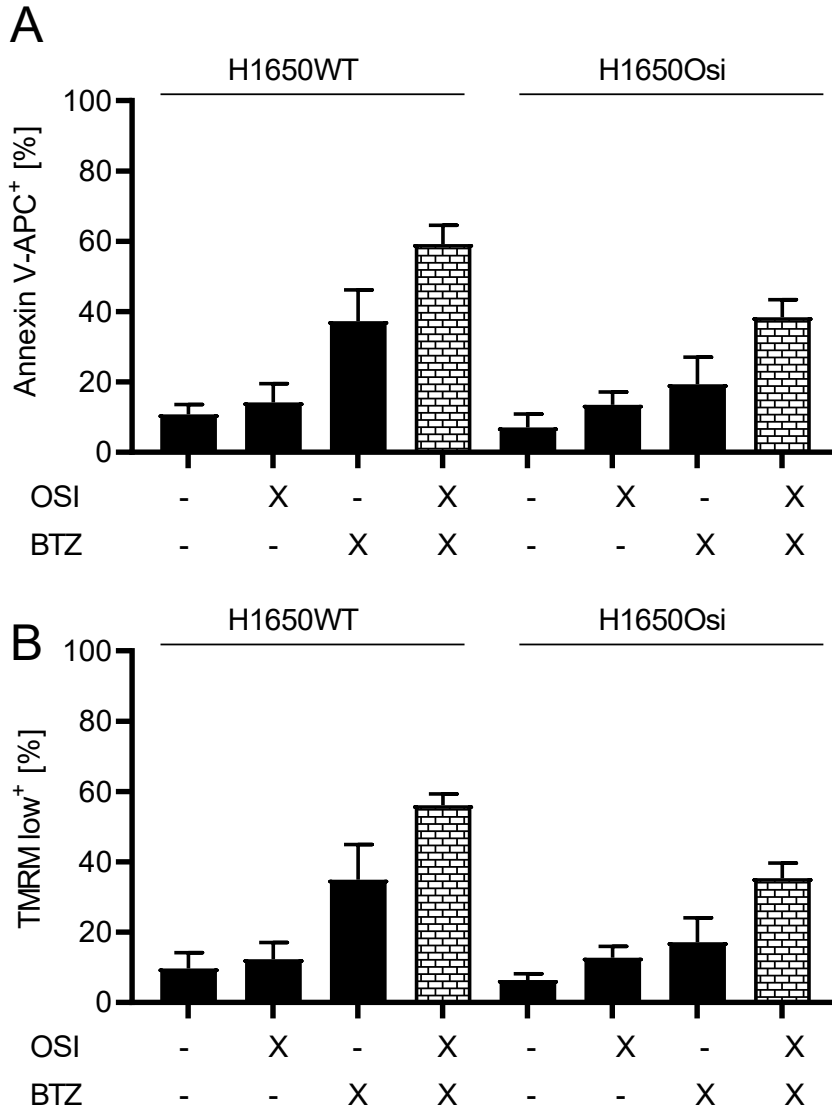 A
H1650WT H1650Osi
100
80
60
40
20
0
Annexin V-APC⁺ [%]
OSI - X - X - X - X
BTZ - - X X - - X X
B
H1650WT H1650Osi
100
80
60
40
20
0
TMRM low⁺ [%]
OSI - X - X - X - X
BTZ - - X X - - X X